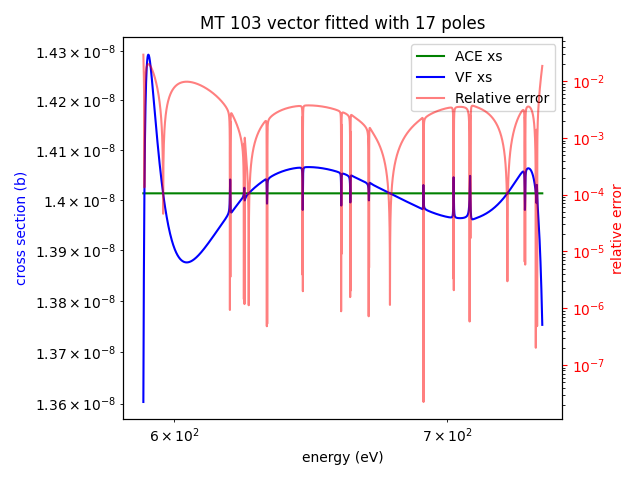 MT 103 vector fitted with 17 poles
ACE xs
VF xs
Relative error
cross section (b)
1.43 × 10⁻⁸
1.42 × 10⁻⁸
1.41 × 10⁻⁸
1.4 × 10⁻⁸
1.39 × 10⁻⁸
1.38 × 10⁻⁸
1.37 × 10⁻⁸
1.36 × 10⁻⁸
10⁻²
10⁻³
10⁻⁴
10⁻⁵
10⁻⁶
10⁻⁷
relative error
6 × 10² 7 × 10²
energy (eV)